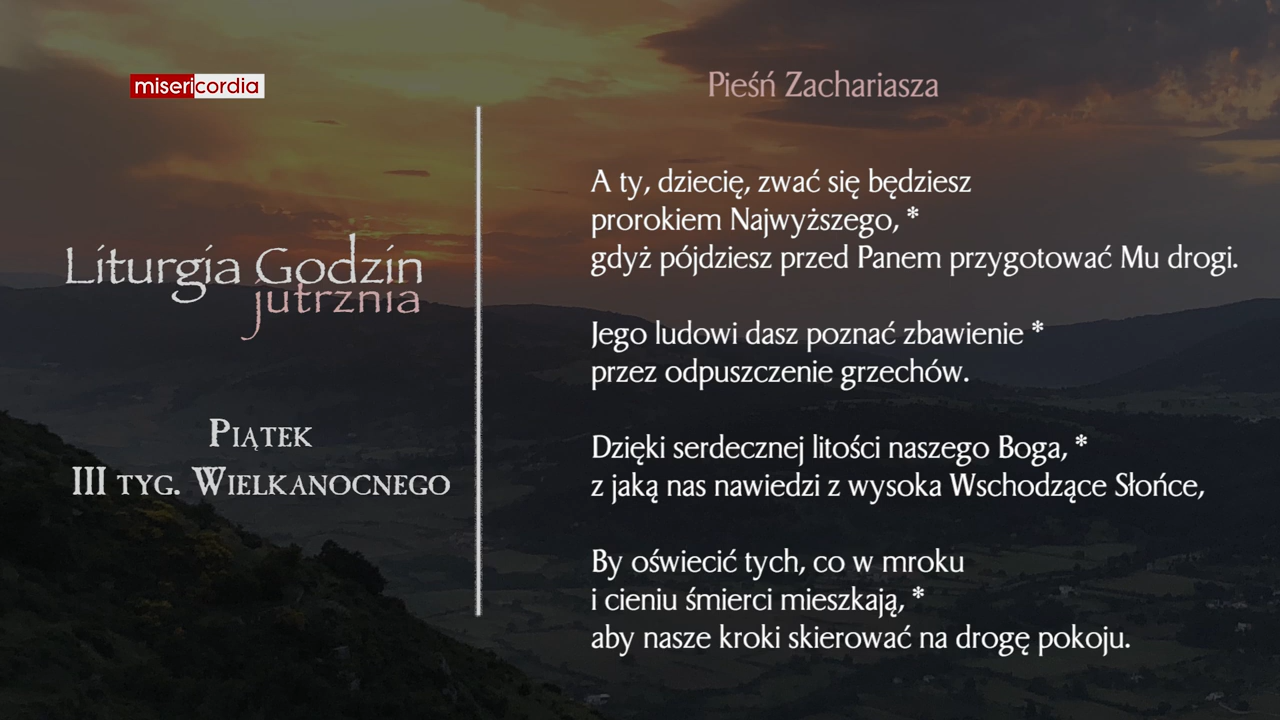 misericordia
Liturgia Godzin
jutrznia
Piątek
III tyg. Wielkanocnego
Pieśń Zachariasza
A ty, dziecię, zwać się będziesz
prorokiem Najwyższego, *
gdyż pójdziesz przed Panem przygotować Mu drogi.
Jego ludowi dasz poznać zbawienie *
przez odpuszczenie grzechów.
Dzięki serdecznej litości naszego Boga, *
z jaką nas nawiedzi z wysoka Wschodzące Słońce,
By oświecić tych, co w mroku
i cieniu śmierci mieszkają, *
aby nasze kroki skierować na drogę pokoju.